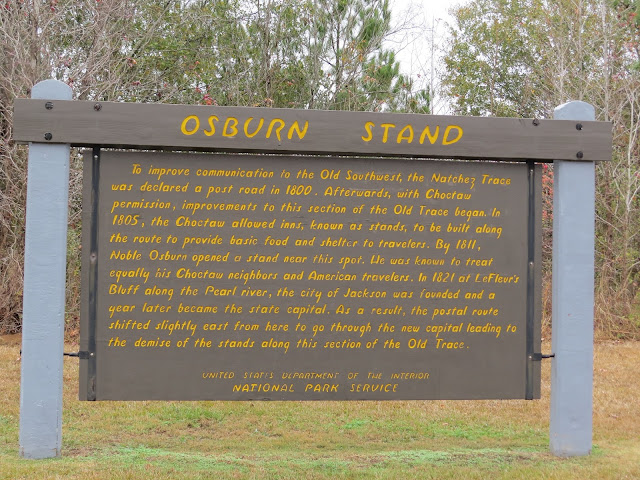 OSBURN STAND
To improve communication to the Old Southwest, the Natchez Trace
was declared a post road in 1800. Afterwards, with Choctaw
permission, improvements to this section of the Old Trace began. In
1805, the Choctaw allowed inns, known as stands, to be built along
the route to provide basic food and shelter to travelers. By 1811,
Noble Osburn opened a stand near this spot. He was known to treat
equally his Choctaw neighbors and American travelers. In 1821 at LeFleur's
Bluff along the Pearl river, the city of Jackson was founded and a
year later became the state capital. As a result, the postal route
shifted slightly east from here to go through the new capital leading to
the demise of the stands along this section of the Old Trace.
UNITED STATES DEPARTMENT OF THE INTERIOR
NATIONAL PARK SERVICE